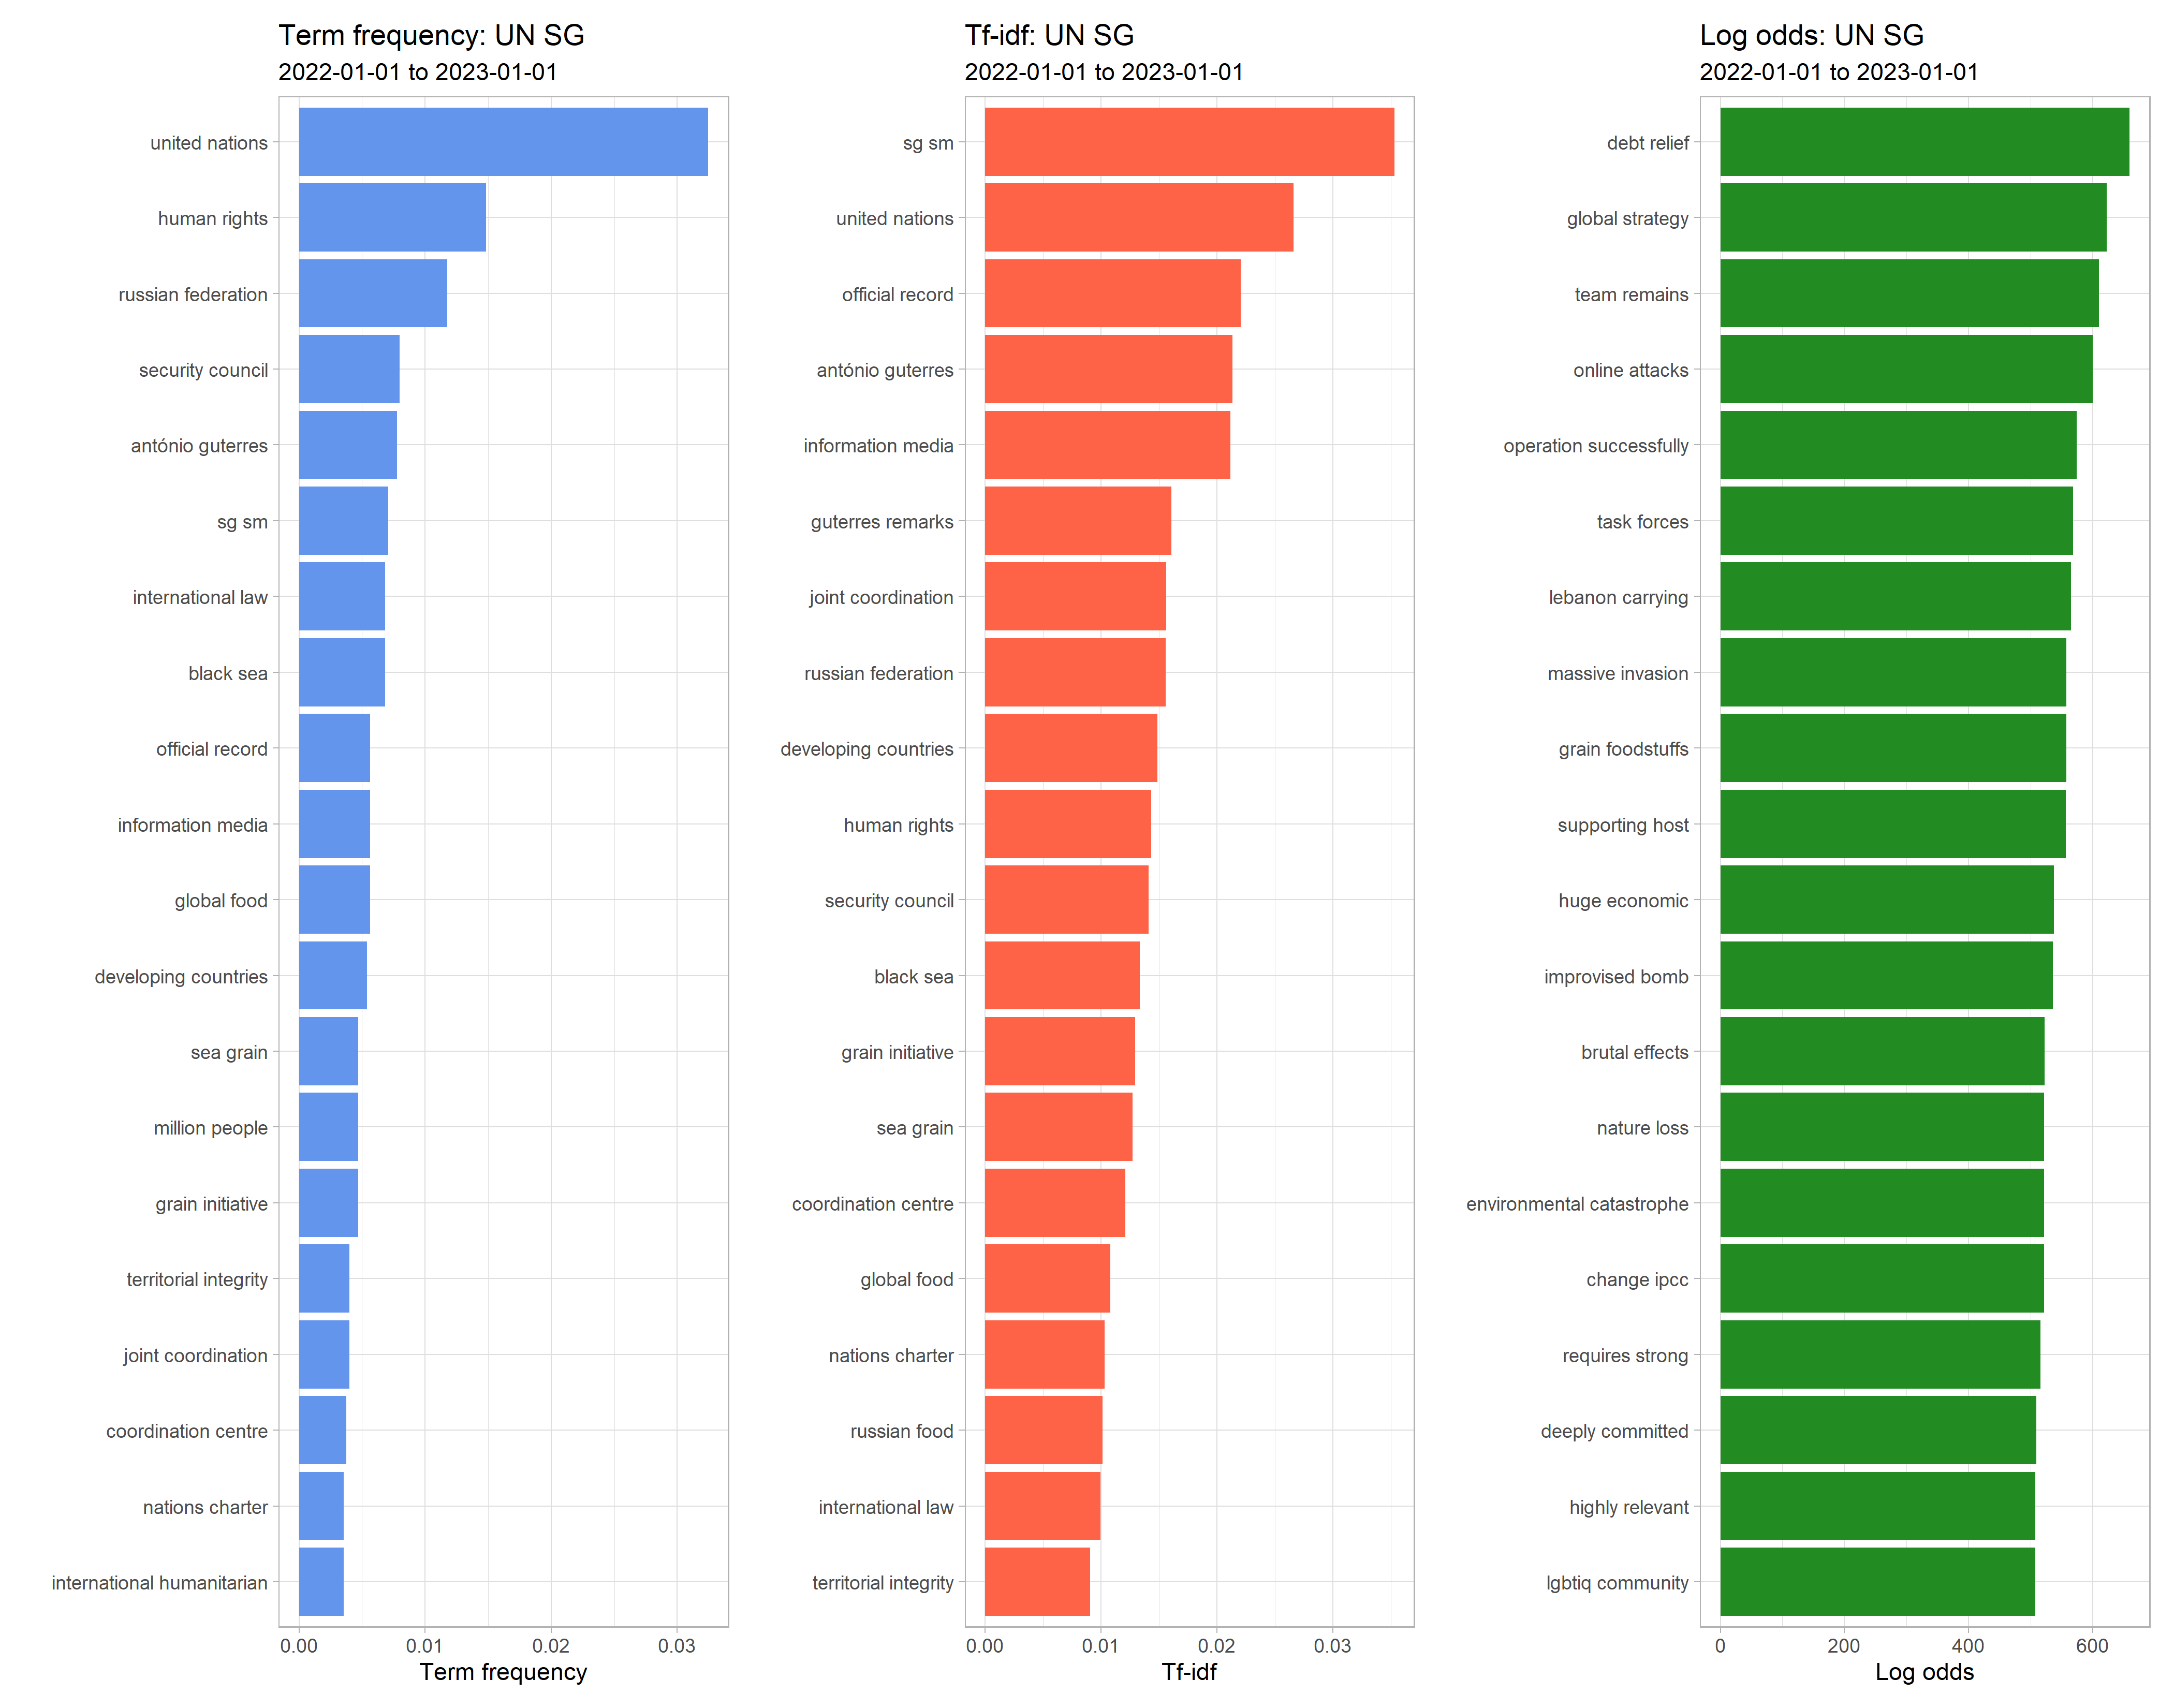 Term frequency: UN SG
2022-01-01 to 2023-01-01
united nations
human rights
russian federation
security council
antónio guterres
sg sm
international law
black sea
official record
information media
global food
developing countries
sea grain
million people
grain initiative
territorial integrity
joint coordination
coordination centre
nations charter
international humanitarian
0.00 0.01 0.02 0.03
Term frequency
Tf-idf: UN SG
2022-01-01 to 2023-01-01
sg sm
united nations
official record
antónio guterres
information media
guterres remarks
joint coordination
russian federation
developing countries
human rights
security council
black sea
grain initiative
sea grain
coordination centre
global food
nations charter
russian food
international law
territorial integrity
0.00 0.01 0.02 0.03
Tf-idf
Log odds: UN SG
2022-01-01 to 2023-01-01
debt relief
global strategy
team remains
online attacks
operation successfully
task forces
lebanon carrying
massive invasion
grain foodstuffs
supporting host
huge economic
improvised bomb
brutal effects
nature loss
environmental catastrophe
change ipcc
requires strong
deeply committed
highly relevant
lgbtiq community
0 200 400 600
Log odds